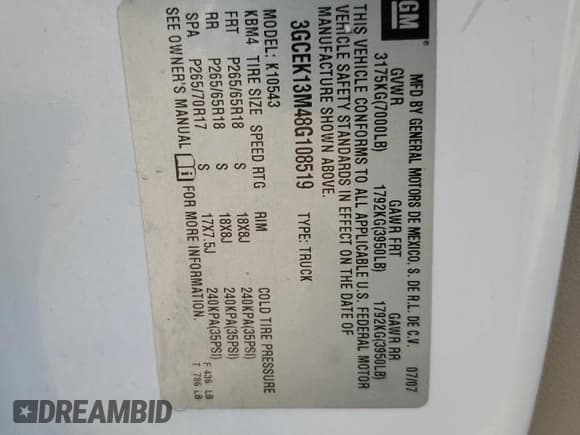 GM
MFD BY GENERAL MOTORS DE MEXICO, S. DE R.L. DE C.V. 07/07
GVWR GAWR FRT GAWR RR
3175KG(7000LB) 1792KG(3950LB) 1792KG(3950LB)
THIS VEHICLE CONFORMS TO ALL APPLICABLE U.S. FEDERAL MOTOR
VEHICLE SAFETY STANDARDS IN EFFECT ON THE DATE OF
MANUFACTURE SHOWN ABOVE.
3GCEK13M48G108519 TYPE: TRUCK
MODEL: K10543
KBM4 TIRE SIZE SPEED RTG RIM COLD TIRE PRESSURE
FRT P265/65R18 S 18X8J 240KPA(35PSI)
RR P265/65R18 S 18X8J 240KPA(35PSI)
SPA P265/70R17 S 17X7.5J 240KPA(35PSI)
SEE OWNER'S MANUAL FOR MORE INFORMATION.
F 436 LB
T 786 LB
DREAMBID